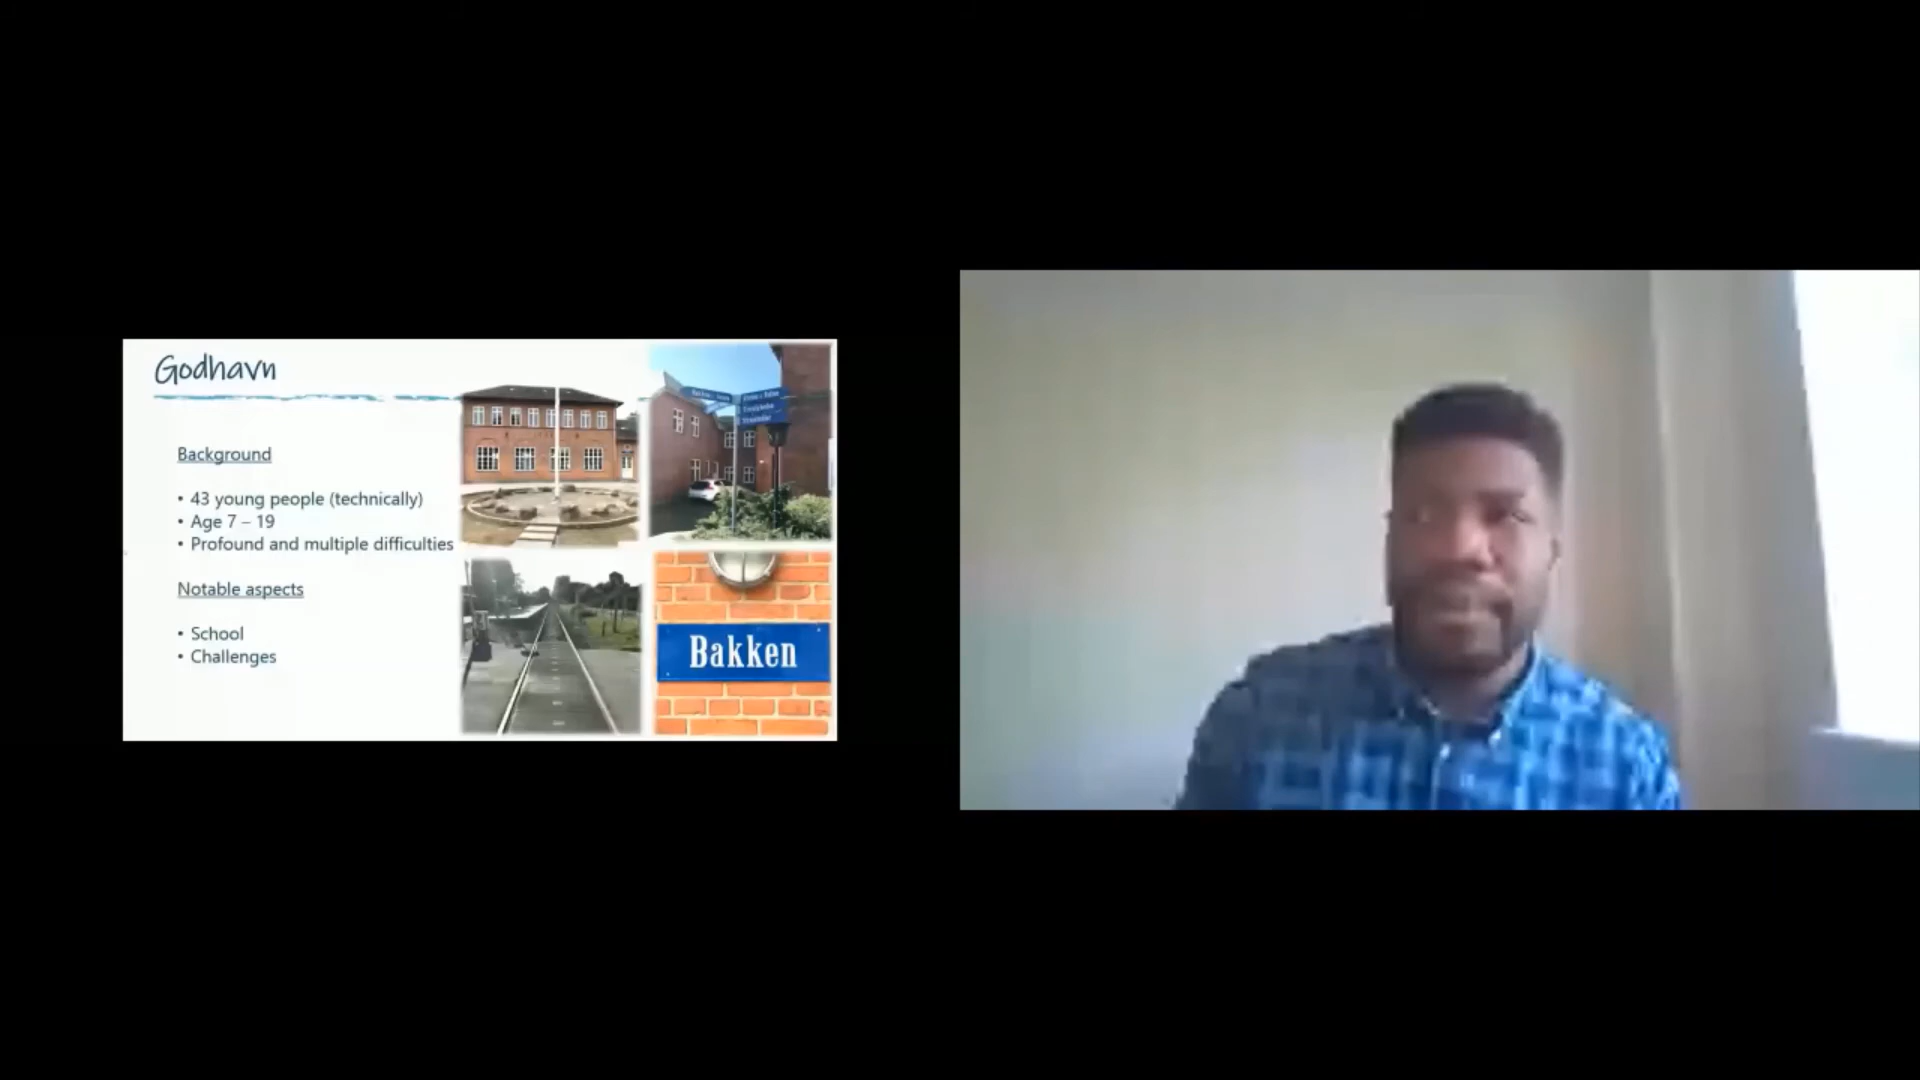 Godhavn
Background
• 43 young people (technically)
• Age 7 – 19
• Profound and multiple difficulties
Notable aspects
• School
• Challenges
Bakken